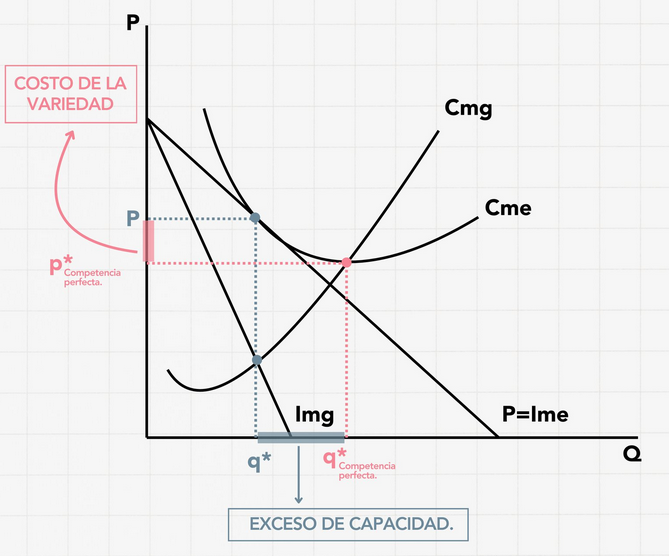 P
COSTO DE LA
VARIEDAD
Cmg
Cme
P
p* Competencia
perfecta.
Img
P=Ime
Q
q*
q* Competencia
perfecta.
EXCESO DE CAPACIDAD.